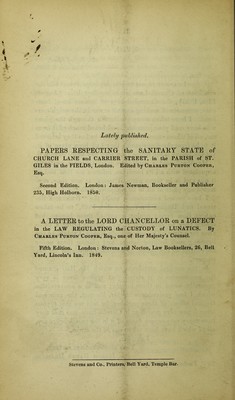 Lately published.
PAPERS RESPECTING the SANITARY STATE of
CHURCH LANE and CARRIER STREET, in the PARISH of ST.
GILES in the FIELDS, London. Edited by CHARLES PURTON COOPER,
Esq.
Second Edition. London: James Newman, Bookseller and Publisher
235, High Holborn. 1850.
A LETTER to the LORD CHANCELLOR on a DEFECT
in the LAW REGULATING the CUSTODY of LUNATICS. By
CHARLES PURTON COOPER, Esq., one of Her Majesty's Counsel.
Fifth Edition. London: Stevens and Norton, Law Booksellers, 26, Bell
Yard, Lincoln's Inn. 1849.
Stevens and Co., Printers, Bell Yard, Temple Bar.